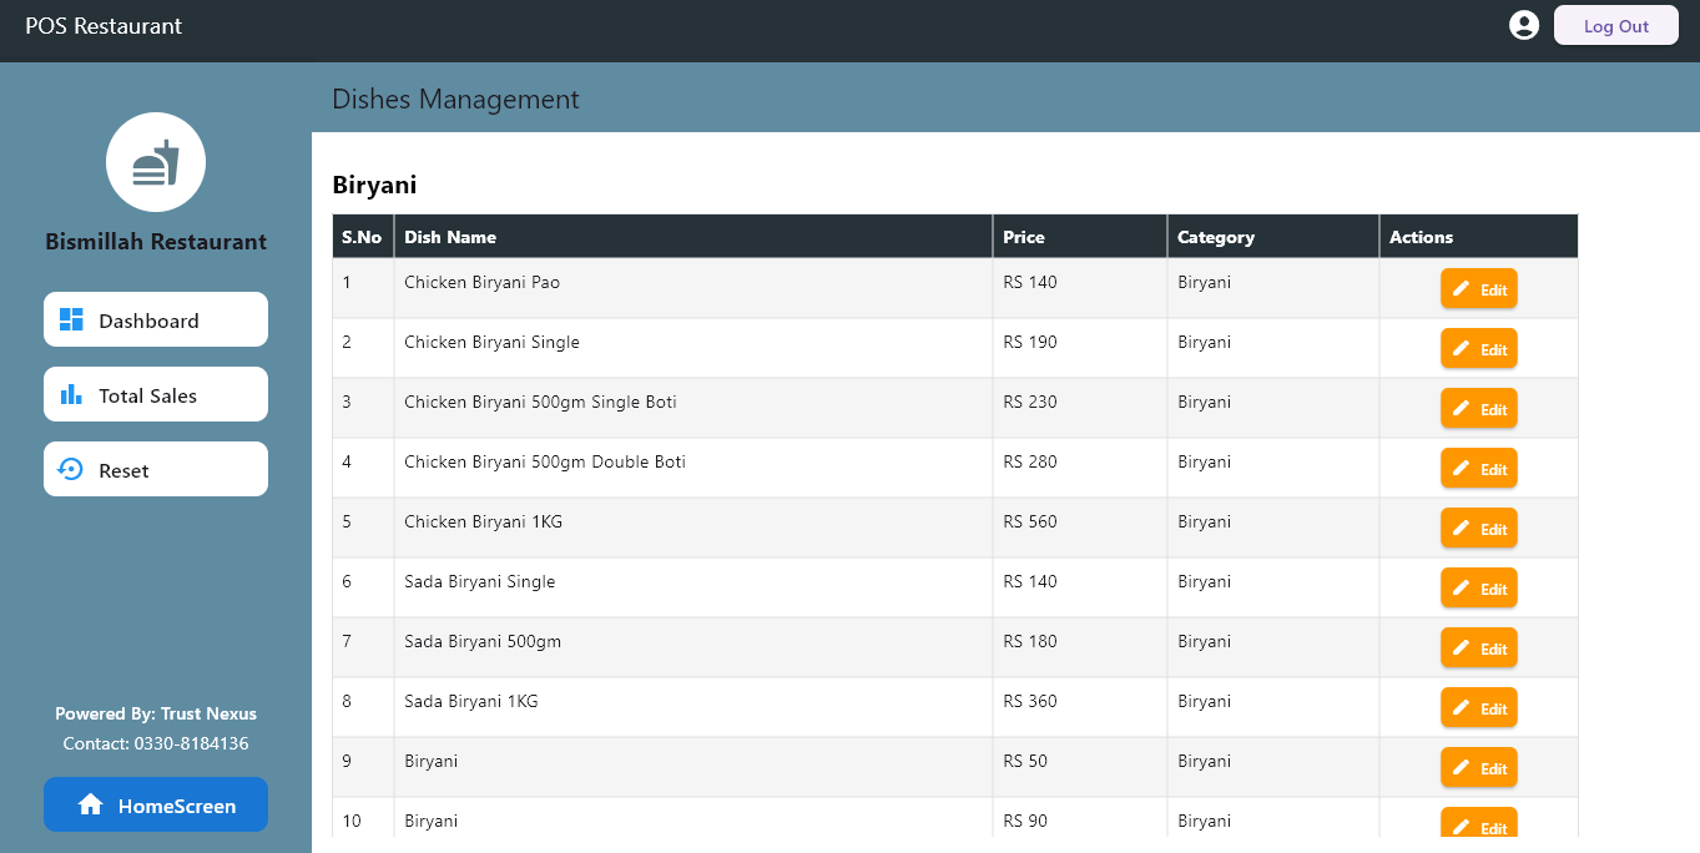 POS Restaurant
Log Out
Bismillah Restaurant
Dashboard
Total Sales
Reset
Powered By: Trust Nexus
Contact: 0330-8184136
HomeScreen
Dishes Management
Biryani
S.No Dish Name Price Category Actions
1 Chicken Biryani Pao RS 140 Biryani Edit
2 Chicken Biryani Single RS 190 Biryani Edit
3 Chicken Biryani 500gm Single Boti RS 230 Biryani Edit
4 Chicken Biryani 500gm Double Boti RS 280 Biryani Edit
5 Chicken Biryani 1KG RS 560 Biryani Edit
6 Sada Biryani Single RS 140 Biryani Edit
7 Sada Biryani 500gm RS 180 Biryani Edit
8 Sada Biryani 1KG RS 360 Biryani Edit
9 Biryani RS 50 Biryani Edit
10 Biryani RS 90 Biryani Edit